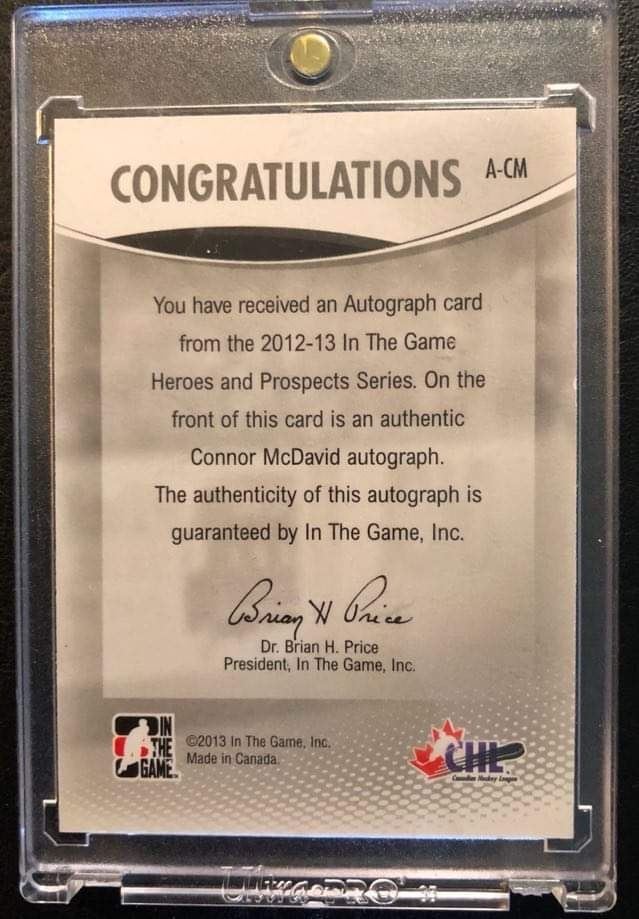 CONGRATULATIONS A-CM
You have received an Autograph card
from the 2012-13 In The Game
Heroes and Prospects Series. On the
front of this card is an authentic
Connor McDavid autograph.
The authenticity of this autograph is
guaranteed by In The Game, Inc.
Brian H Price
Dr. Brian H. Price
President, In The Game, Inc.
IN
THE
GAME
©2013 In The Game, Inc.
Made in Canada.
CHL
Canadian Hockey League
Ultra PRO®